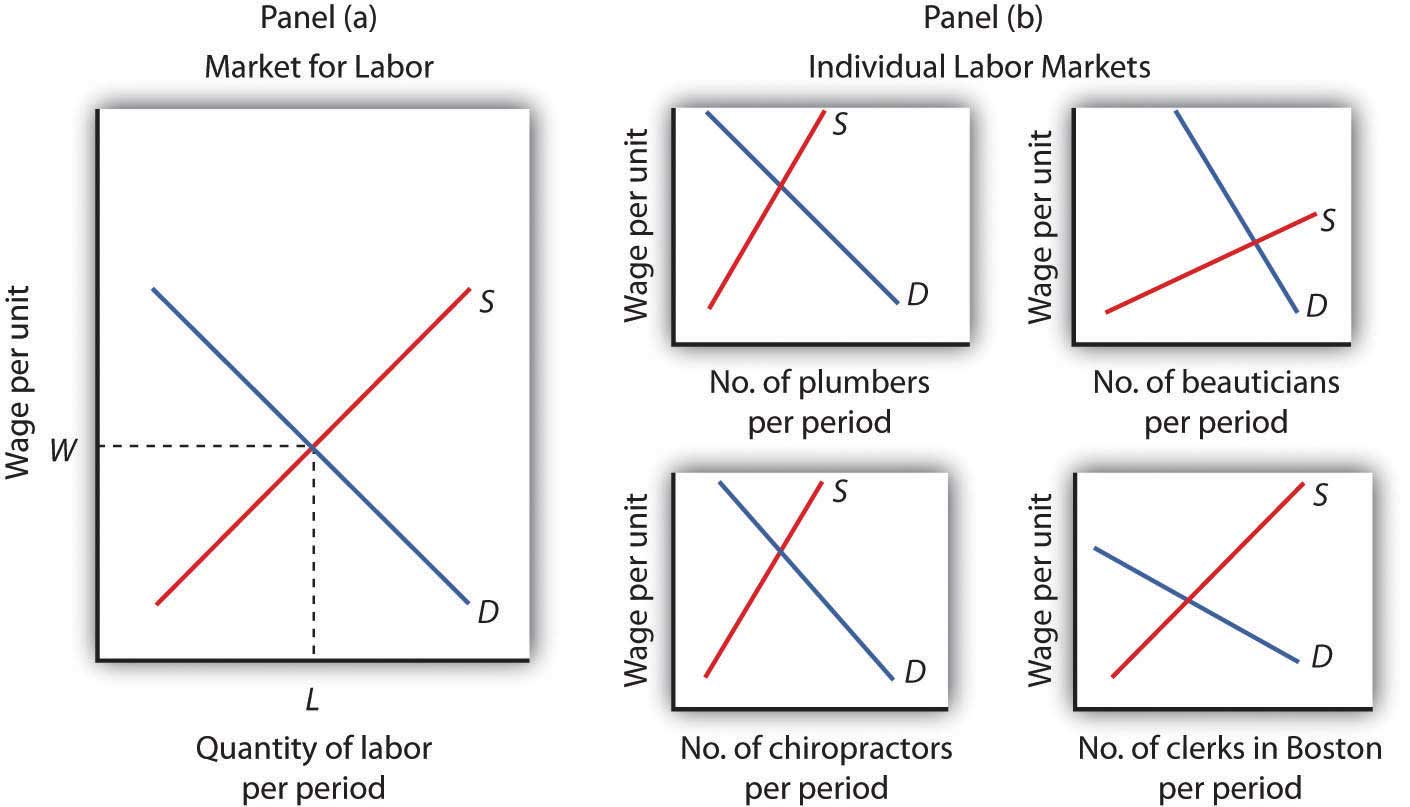 Panel (a)
Market for Labor
Wage per unit
W
S
D
L
Quantity of labor
per period
Panel (b)
Individual Labor Markets
Wage per unit
S
D
No. of plumbers
per period
Wage per unit
S
D
No. of beauticians
per period
Wage per unit
S
D
No. of chiropractors
per period
Wage per unit
S
D
No. of clerks in Boston
per period